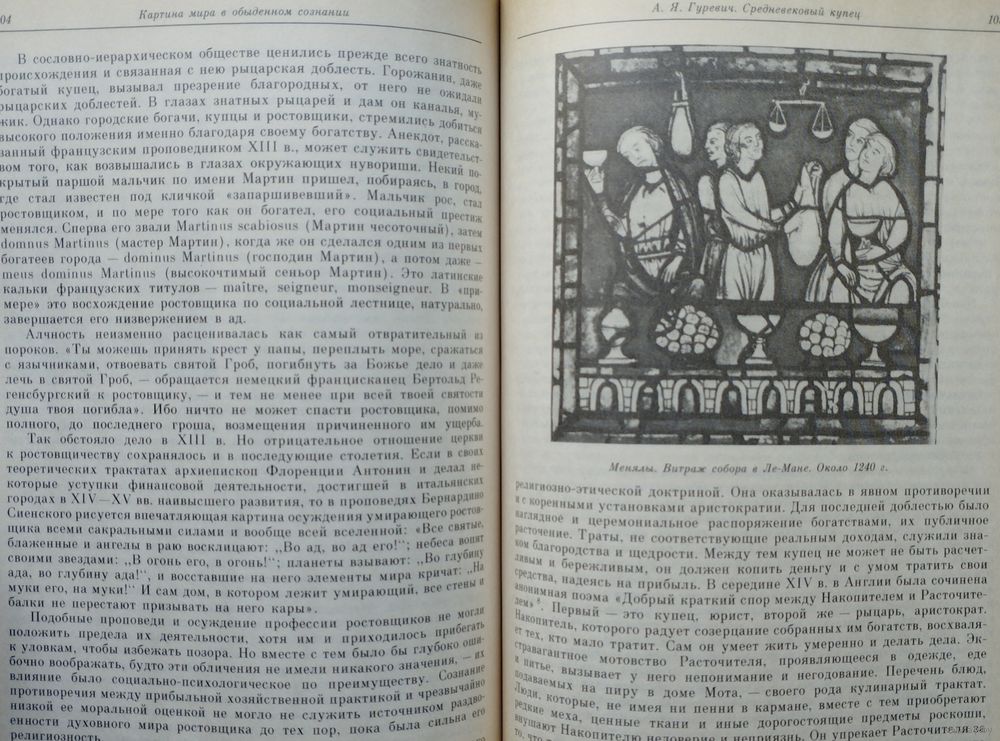 04
Картина мира в обыденном сознании
В сословно-иерархическом обществе ценились прежде всего знатность
происхождения и связанная с нею рыцарская доблесть. Горожанин, даже
богатый купец, вызывал презрение благородных, от него не ожидали
рыцарских доблестей. В глазах знатных рыцарей и дам он каналья, му-
жик. Однако городские богачи, купцы и ростовщики, стремились добиться
высокого положения именно благодаря своему богатству. Анекдот, расска-
занный французским проповедником XIII в., может служить свидетельст-
вом того, как возвышались в глазах окружающих нувориши. Некий по-
крытый паршой мальчик по имени Мартин пришел, побираясь, в город,
где стал известен под кличкой «запаршивевший». Мальчик рос, стал
ростовщиком, и по мере того как он богател, его социальный престиж
менялся. Сперва его звали Martinus scabiosus (Мартин чесоточный), затем
domnus Martinus (мастер Мартин), когда же он сделался одним из первых
богатеев города — dominus Martinus (господин Мартин), а потом даже —
meus dominus Martinus (высокочтимый сеньор Мартин). Это латинские
кальки французских титулов — maître, seigneur, monseigneur. В «при-
мере» это восхождение ростовщика по социальной лестнице, натурально,
завершается его низвержением в ад.
Алчность неизменно расценивалась как самый отвратительный из
пороков. «Ты можешь принять крест у папы, переплыть море, сражаться
с язычниками, отвоевать святой Гроб, погибнуть за Божье дело и даже
лечь в святой Гроб, — обращается немецкий францисканец Бертольд Ре-
генсбургский к ростовщику, — и тем не менее при всей твоей святости
душа твоя погибла». Ибо ничто не может спасти ростовщика, помимо
полного, до последнего гроша, возмещения причиненного им ущерба.
Так обстояло дело в XIII в. Но отрицательное отношение церкви
к ростовщичеству сохранялось и в последующие столетия. Если в своих
теоретических трактатах архиепископ Флоренции Антонин и делал не-
которые уступки финансовой деятельности, достигшей в итальянских
городах в XIV—XV вв. наивысшего развития, то в проповедях Бернардино
Сиенского рисуется впечатляющая картина осуждения умирающего ростов-
щика всеми сакральными силами и вообще всей вселенной: «Все святые,
блаженные и ангелы в раю восклицают: „Во ад, во ад его!“; небеса вопят
своими звездами: „В огонь его, в огонь!“; планеты взывают: „Во глубину
ада, во глубину ада!“, и восставшие на него элементы мира кричат: „На
муки его, на муки!“ И сам дом, в котором лежит умирающий, все стены и
балки не перестают призывать на него кары».
Подобные проповеди и осуждение профессии ростовщиков не могли
положить предела их деятельности, хотя им и приходилось прибегать
к уловкам, чтобы избежать позора. Но вместе с тем было бы глубоко оши-
бочно воображать, будто эти обличения не имели никакого значения, — их
влияние было социально-психологическое по преимуществу. Сознание
противоречия между прибыльной хозяйственной практикой и чрезвычайно
низкой ее моральной оценкой не могло не служить источником раздво-
енности духовного мира ростовщика до тех пор, пока была сильна его
религиозность.
А. Я. Гуревич. Средневековый купец
10
Менялы. Витраж собора в Ле-Мане. Около 1240 г.
религиозно-этической доктриной. Она оказывалась в явном противоречии
и с коренными установками аристократии. Для последней доблестью было
наглядное и церемониальное распоряжение богатствами, их публичное
расточение. Траты, не соответствующие реальным доходам, служили зна-
ком благородства и щедрости. Между тем купец не может не быть расчет-
ливым и бережливым, он должен копить деньгу и с умом тратить свои
средства, надеясь на прибыль. В середине XIV в. в Англии была сочинена
анонимная поэма «Добрый краткий спор между Накопителем и Расточите-
лем». Первый — это купец, юрист, второй же — рыцарь, аристократ.
Накопитель, которого радует созерцание собранных им богатств, восхваля-
ет тех, кто мало тратит. Сам он умеет жить умеренно и делать дела. Эк-
стравагантное мотовство Расточителя, проявляющееся в одежде, еде
и питье, вызывает у него непонимание и негодование. Перечень блюд,
подаваемых на пиру в доме Мота, — своего рода кулинарный трактат.
Люди, которые, не имея ни пенни в кармане, вместе с тем приобретают
редкие меха, ценные ткани и иные дорогостоящие предметы роскоши,
внушают Накопителю недоверие и неприязнь. Он упрекает Расточителя в